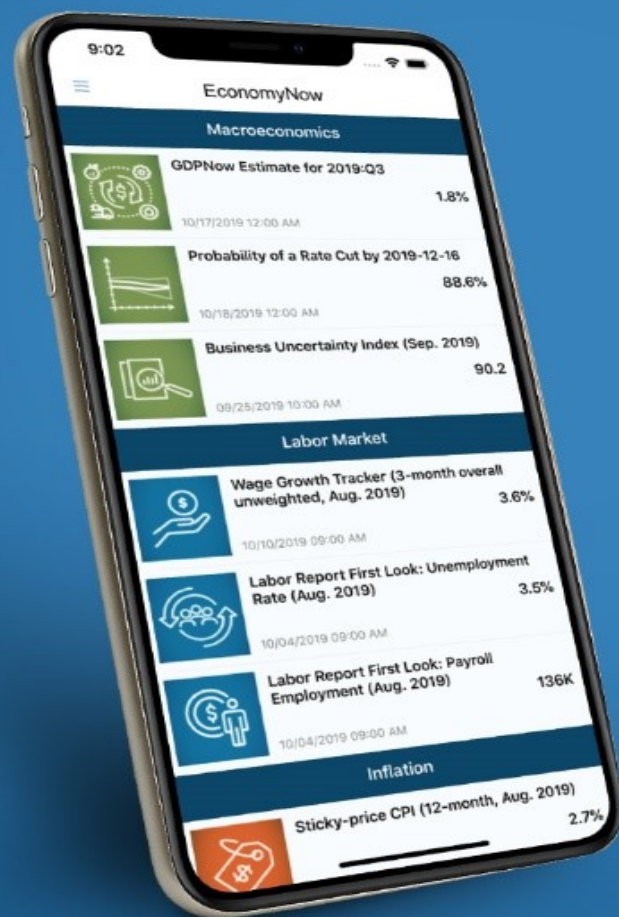 9:02
EconomyNow
Macroeconomics
GDPNow Estimate for 2019:Q3
1.8%
10/17/2019 12:00 AM
Probability of a Rate Cut by 2019-12-16
88.6%
10/18/2019 12:00 AM
Business Uncertainty Index (Sep. 2019)
90.2
09/25/2019 10:00 AM
Labor Market
Wage Growth Tracker (3-month overall
unweighted, Aug. 2019)
3.6%
10/10/2019 09:00 AM
Labor Report First Look: Unemployment
Rate (Aug. 2019)
3.5%
10/04/2019 09:00 AM
Labor Report First Look: Payroll
Employment (Aug. 2019)
136K
10/04/2019 09:00 AM
Inflation
Sticky-price CPI (12-month, Aug. 2019)
2.7%